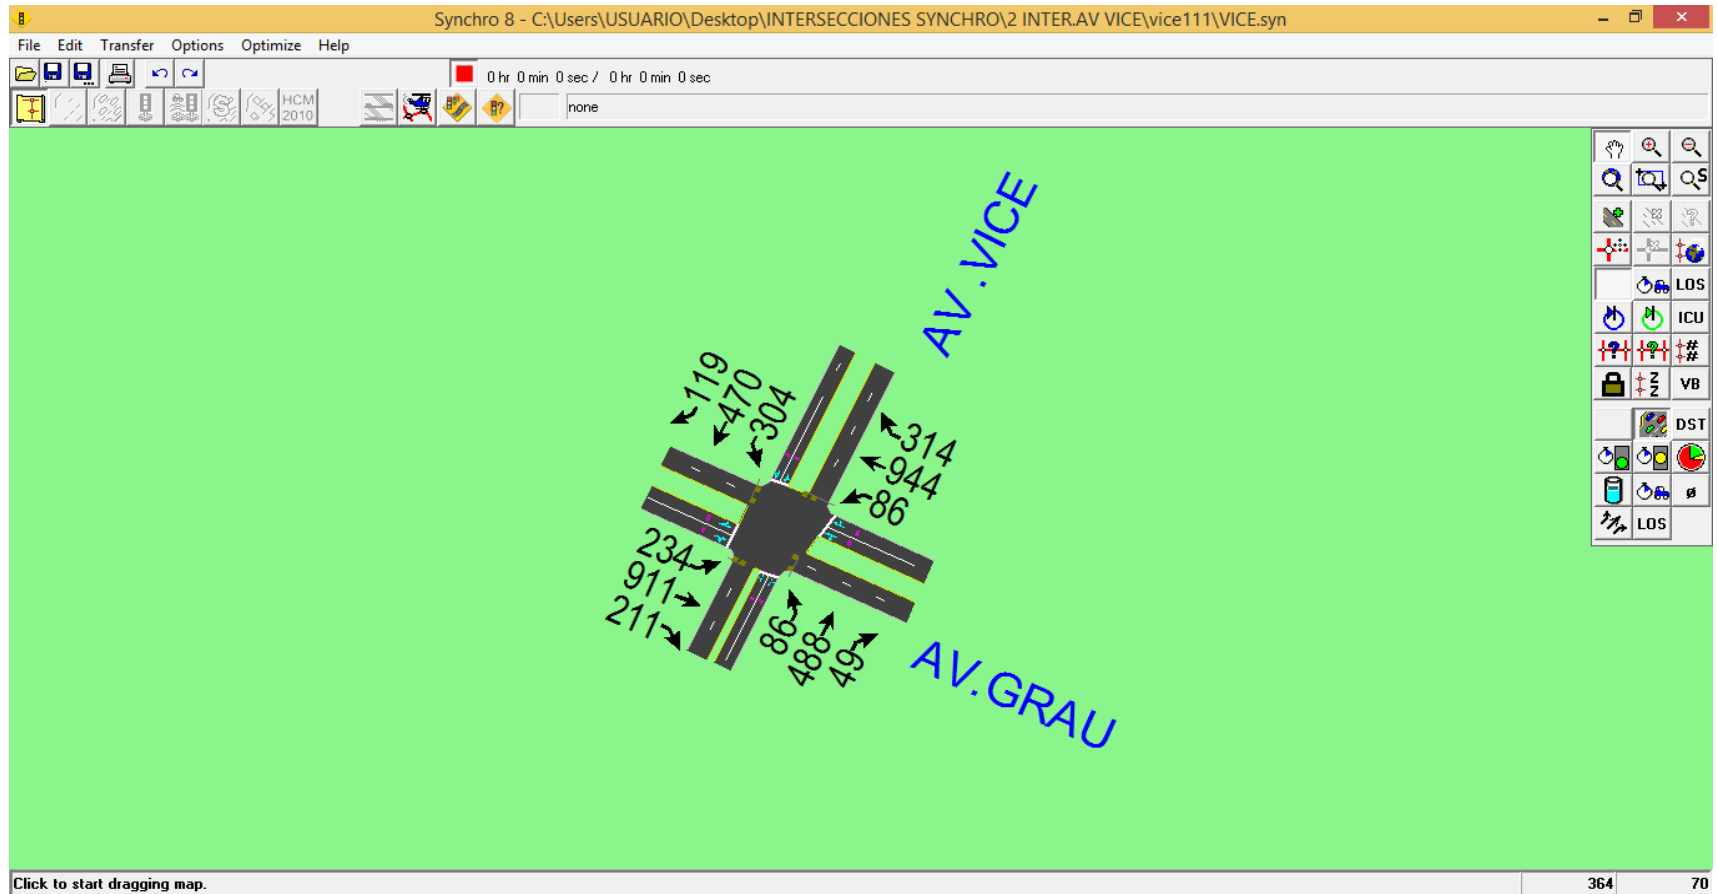 Synchro 8 - C:\Users\USUARIO\Desktop\INTERSECCIONES SYNCHRO\2 INTER.AV VICE\vice111\VICE.syn
File Edit Transfer Options Optimize Help
0 hr 0 min 0 sec / 0 hr 0 min 0 sec
HCM
2010
none
S
LOS
ICU
##
Z
Z
VB
DST
ø
LOS
AV .VICE
119
470
304
314
944
86
234
911
211
86
488
49
AV.GRAU
Click to start dragging map.
364 70